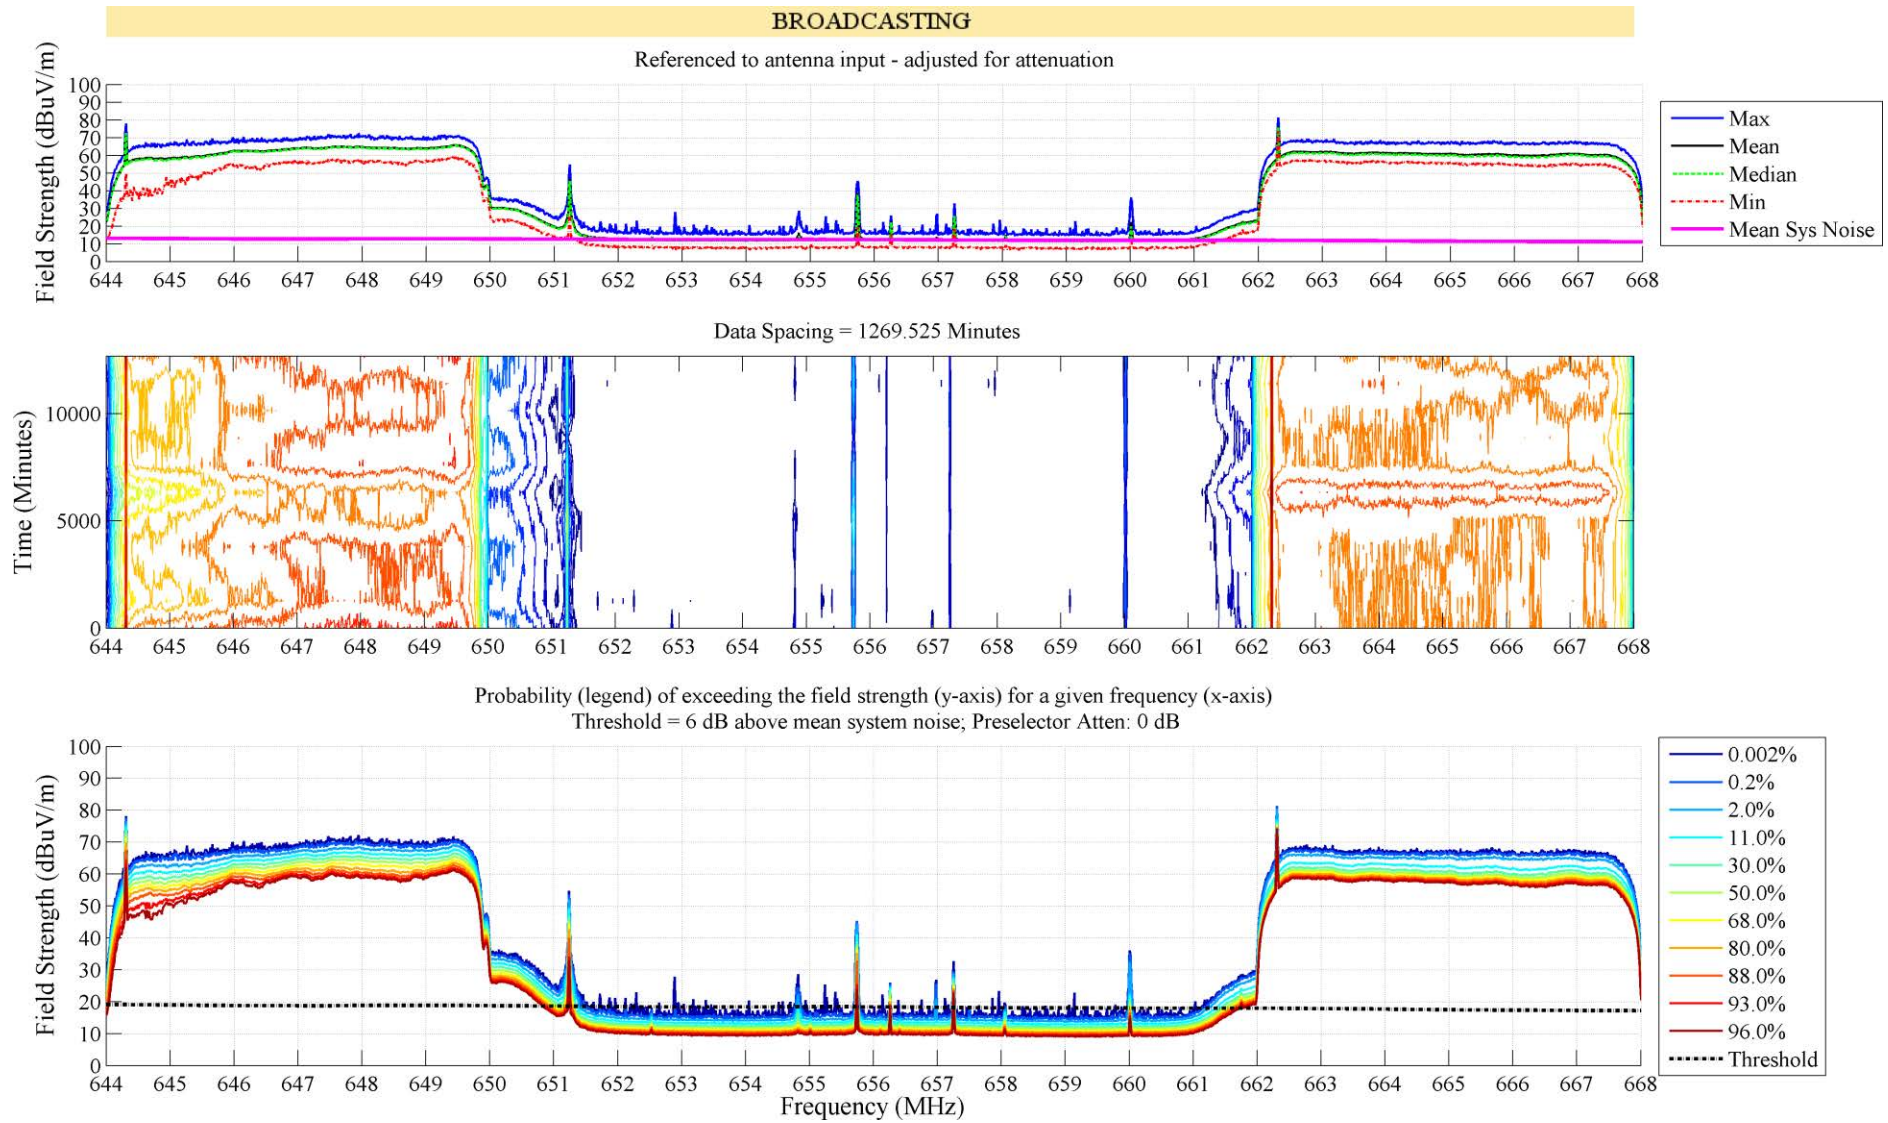 BROADCASTING
Referenced to antenna input - adjusted for attenuation
Field Strength (dBuV/m)
100
90
80
70
60
50
40
30
20
10
0
644 645 646 647 648 649 650 651 652 653 654 655 656 657 658 659 660 661 662 663 664 665 666 667 668
Max
Mean
Median
Min
Mean Sys Noise
Data Spacing = 1269.525 Minutes
Time (Minutes)
10000
5000
0
644 645 646 647 648 649 650 651 652 653 654 655 656 657 658 659 660 661 662 663 664 665 666 667 668
Probability (legend) of exceeding the field strength (y-axis) for a given frequency (x-axis)
Threshold = 6 dB above mean system noise; Preselector Atten: 0 dB
Field Strength (dBuV/m)
100
90
80
70
60
50
40
30
20
10
0
644 645 646 647 648 649 650 651 652 653 654 655 656 657 658 659 660 661 662 663 664 665 666 667 668
Frequency (MHz)
0.002%
0.2%
2.0%
11.0%
30.0%
50.0%
68.0%
80.0%
88.0%
93.0%
96.0%
Threshold